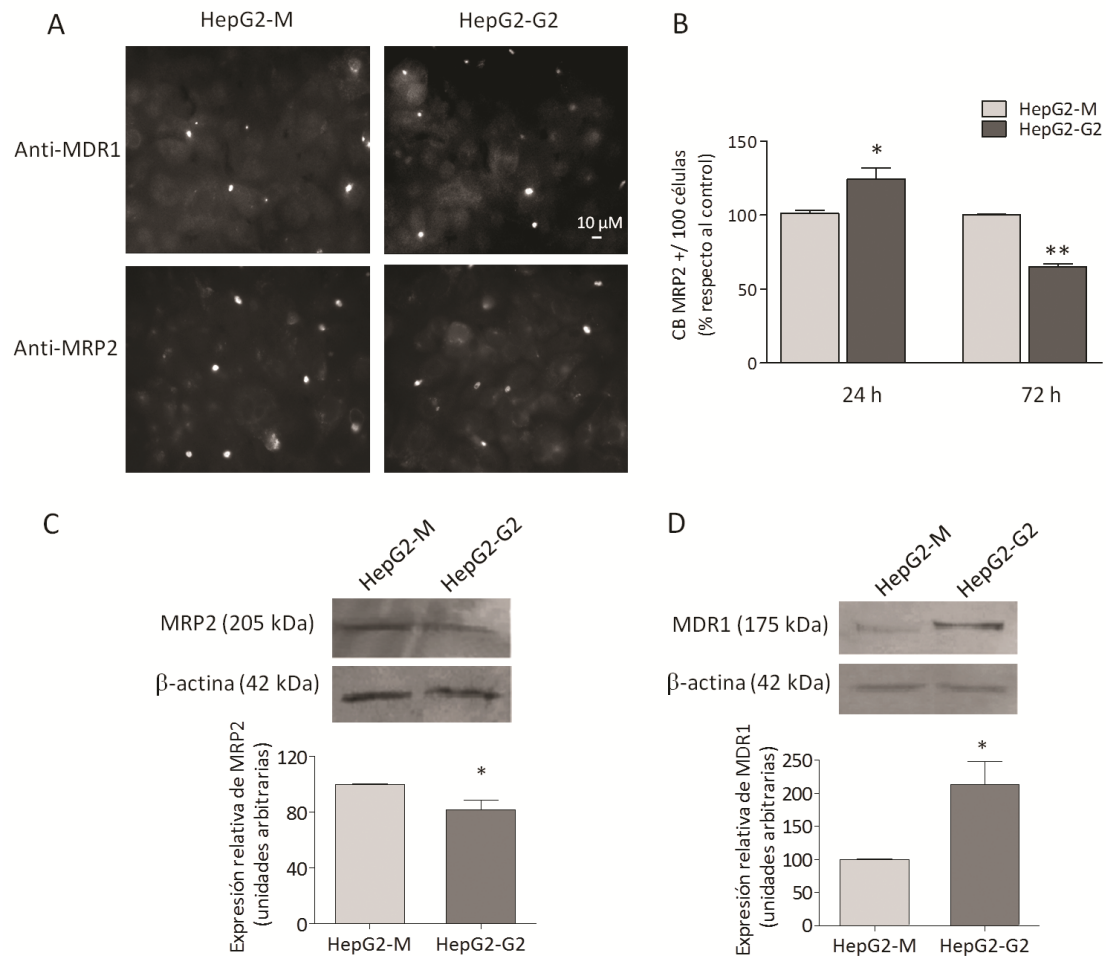 A
HepG2-M
HepG2-G2
Anti-MDR1
10 µM
Anti-MRP2
B
HepG2-M
HepG2-G2
CB MRP2 +/ 100 células
(% respecto al control)
150
100
50
0
*
**
24 h
72 h
C
HepG2-M
HepG2-G2
MRP2 (205 kDa)
β-actina (42 kDa)
Expresión relativa de MRP2
(unidades arbitrarias)
120
80
40
0
*
HepG2-M
HepG2-G2
D
HepG2-M
HepG2-G2
MDR1 (175 kDa)
β-actina (42 kDa)
Expresión relativa de MDR1
(unidades arbitrarias)
250
200
150
100
50
0
*
HepG2-M
HepG2-G2